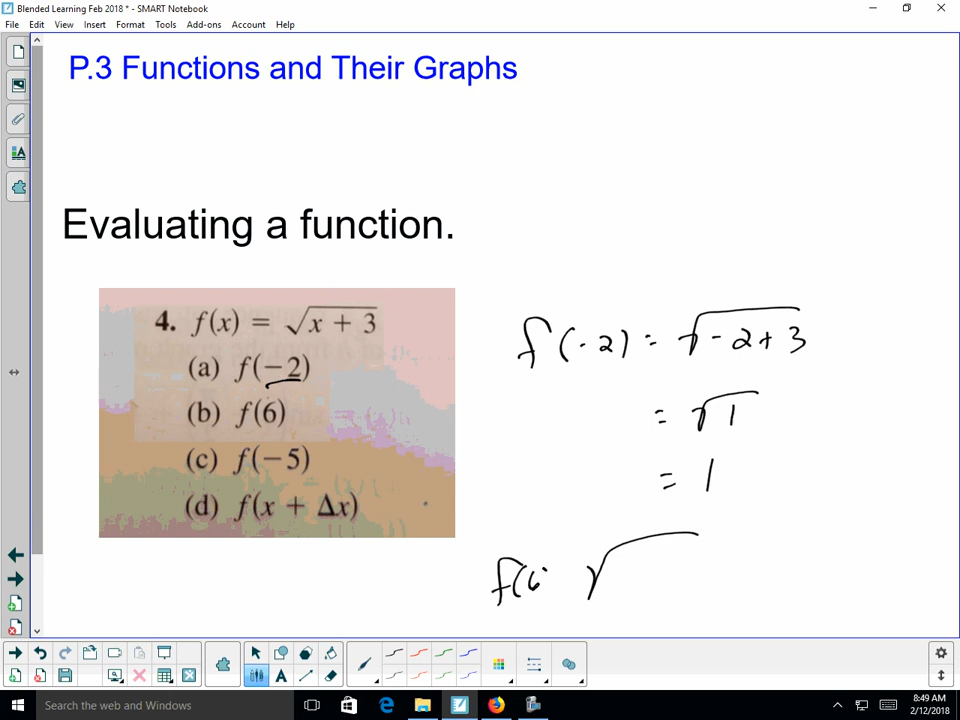 Blended Learning Feb 2018 * - SMART Notebook
File Edit View Insert Format Tools Add-ons Account Help
P.3 Functions and Their Graphs
Evaluating a function.
4. f(x) = √x + 3
(a) f(−2)
(b) f(6)
(c) f(−5)
(d) f(x + Δx)
f(-2) = √-2+3
= √1
= 1
f(6 √
A
Search the web and Windows
8:49 AM
2/12/2018